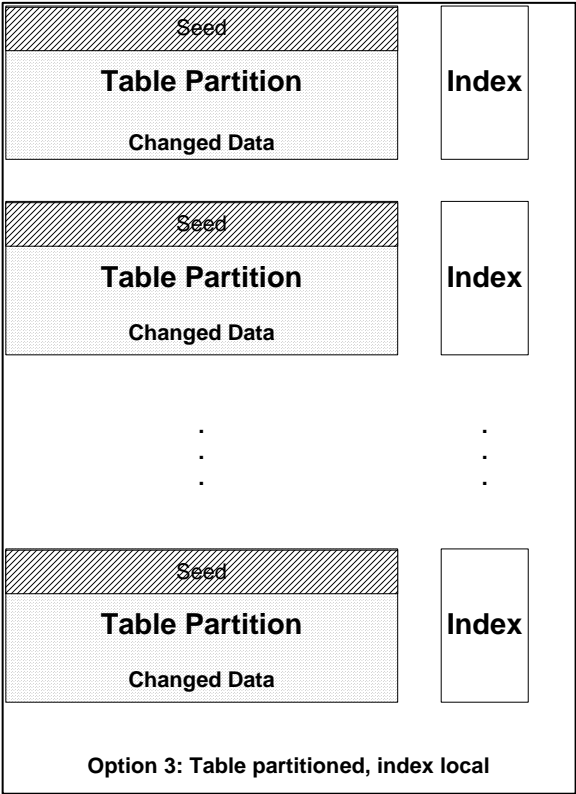 Seed
Table Partition
Index
Changed Data
Seed
Table Partition
Index
Changed Data
. .
. .
. .
Seed
Table Partition
Index
Changed Data
Option 3: Table partitioned, index local